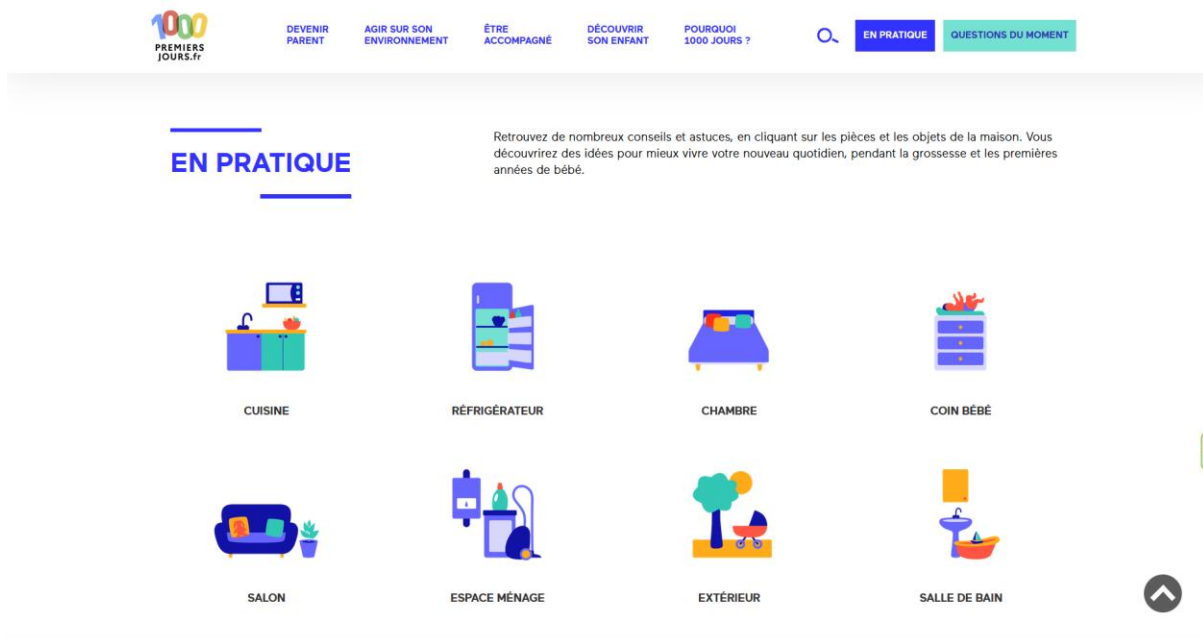 1000
PREMIERS
JOURS.fr
DEVENIR
PARENT
AGIR SUR SON
ENVIRONNEMENT
ÊTRE
ACCOMPAGNÉ
DÉCOUVRIR
SON ENFANT
POURQUOI
1000 JOURS ?
EN PRATIQUE
QUESTIONS DU MOMENT
EN PRATIQUE
Retrouvez de nombreux conseils et astuces, en cliquant sur les pièces et les objets de la maison. Vous
découvrirez des idées pour mieux vivre votre nouveau quotidien, pendant la grossesse et les premières
années de bébé.
CUISINE
RÉFRIGÉRATEUR
CHAMBRE
COIN BÉBÉ
SALON
ESPACE MÉNAGE
EXTÉRIEUR
SALLE DE BAIN